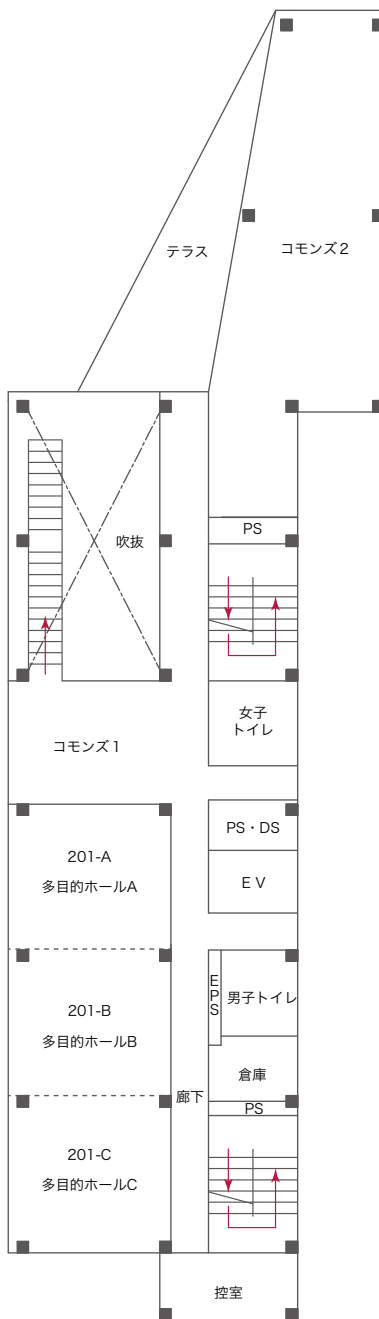 テラス
コモンズ2
吹抜
PS
女子
トイレ
コモンズ1
PS・DS
201-A
多目的ホールA
EV
EPS
男子トイレ
201-B
多目的ホールB
倉庫
廊下
PS
201-C
多目的ホールC
控室